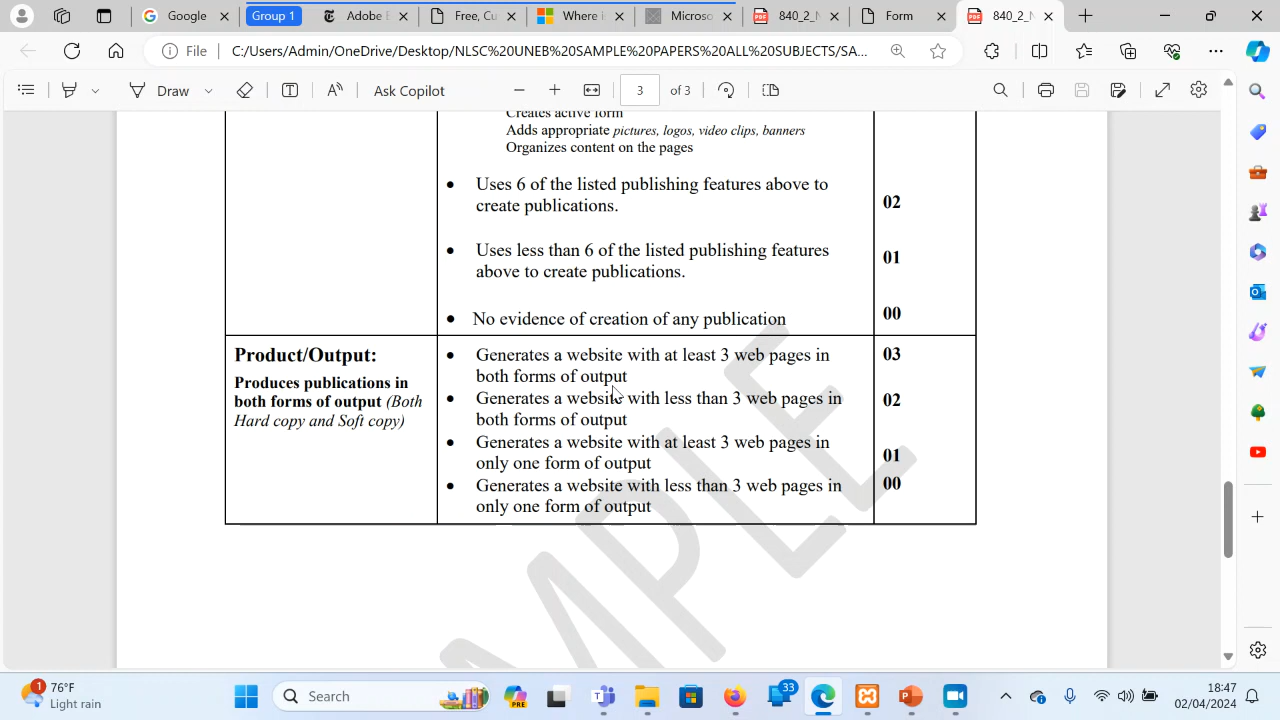 Google
Group 1
Adobe E
Free, Cu
Where i
Microso
840_2_N
Form
840_2_N
File
C:/Users/Admin/OneDrive/Desktop/NLSC%20UNEB%20SAMPLE%20PAPERS%20ALL%20SUBJECTS/SA...
Draw
Ask Copilot
3
of 3
Creates active form
Adds appropriate pictures, logos, video clips, banners
Organizes content on the pages
• Uses 6 of the listed publishing features above to
create publications.
02
• Uses less than 6 of the listed publishing features
above to create publications.
01
• No evidence of creation of any publication
00
Product/Output:
Produces publications in
both forms of output (Both
Hard copy and Soft copy)
• Generates a website with at least 3 web pages in
both forms of output
03
• Generates a website with less than 3 web pages in
both forms of output
02
• Generates a website with at least 3 web pages in
only one form of output
01
• Generates a website with less than 3 web pages in
only one form of output
00
1
76°F
Light rain
Search
PRE
33
18:47
02/04/2024